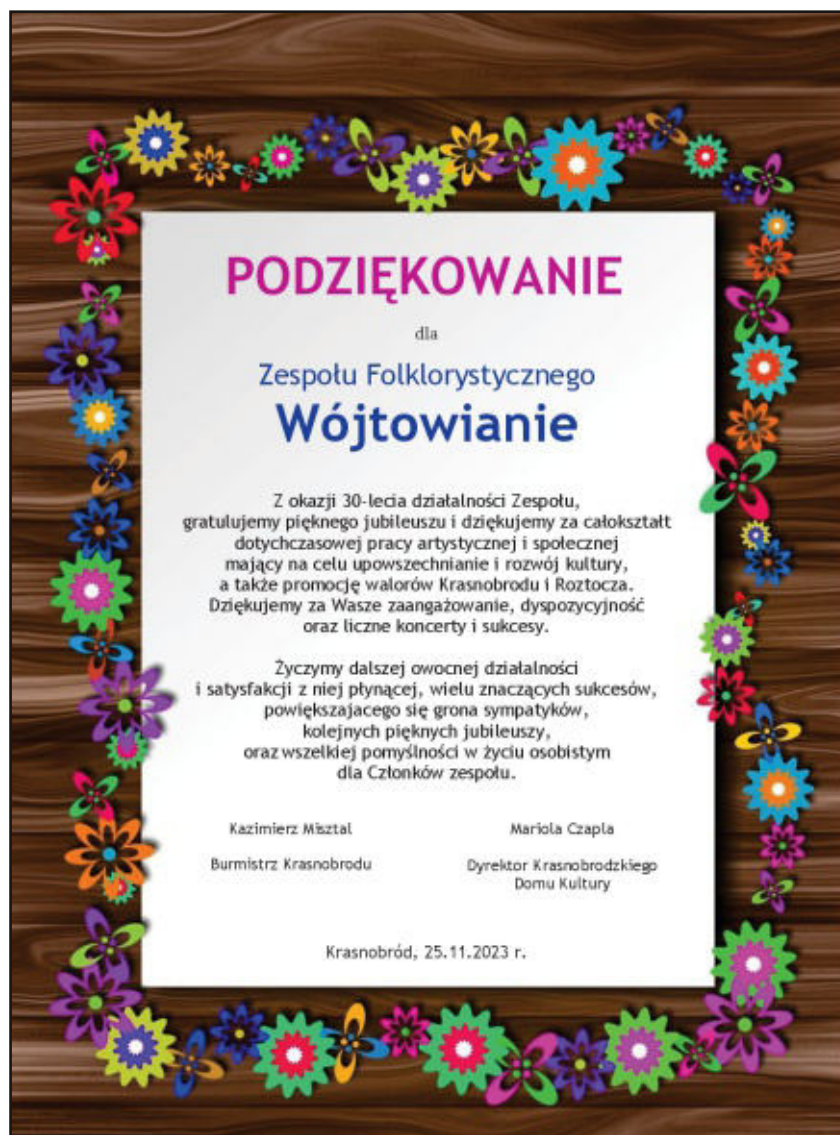 PODZIĘKOWANIE
dla
Zespołu Folklorystycznego
Wójtowianie
Z okazji 30-lecia działalności Zespołu,
gratulujemy pięknego jubileuszu i dziękujemy za całokształt
dotychczasowej pracy artystycznej i społecznej
mający na celu upowszechnianie i rozwój kultury,
a także promocję walorów Krasnobrodu i Roztocza.
Dziękujemy za Wasze zaangażowanie, dyspozycyjność
oraz liczne koncerty i sukcesy.
Życzymy dalszej owocnej działalności
i satysfakcji z niej płynącej, wielu znaczących sukcesów,
powiększajacego się grona sympatyków,
kolejnych pięknych jubileuszy,
oraz wszelkiej pomyślności w życiu osobistym
dla Członków zespołu.
Kazimierz Misztal
Burmistrz Krasnobrodu
Mariola Czapla
Dyrektor Krasnobrodzkiego
Domu Kultury
Krasnobród, 25.11.2023 r.